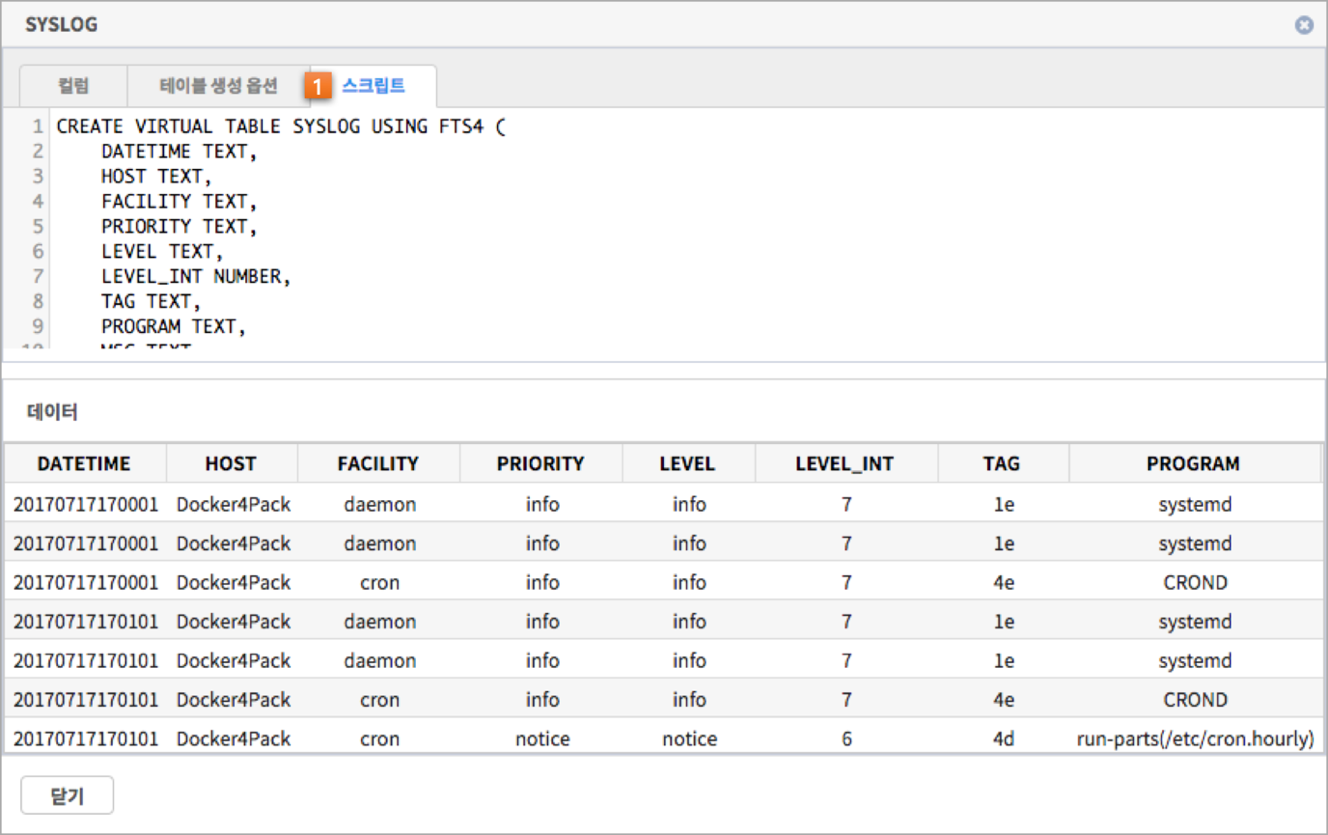 SYSLOG
컬럼 테이블 생성 옵션 1 스크립트
1 CREATE VIRTUAL TABLE SYSLOG USING FTS4 (
2 DATETIME TEXT,
3 HOST TEXT,
4 FACILITY TEXT,
5 PRIORITY TEXT,
6 LEVEL TEXT,
7 LEVEL_INT NUMBER,
8 TAG TEXT,
9 PROGRAM TEXT,
데이터
DATETIME HOST FACILITY PRIORITY LEVEL LEVEL_INT TAG PROGRAM
20170717170001 Docker4Pack daemon info info 7 1e systemd
20170717170001 Docker4Pack daemon info info 7 1e systemd
20170717170001 Docker4Pack cron info info 7 4e CROND
20170717170101 Docker4Pack daemon info info 7 1e systemd
20170717170101 Docker4Pack daemon info info 7 1e systemd
20170717170101 Docker4Pack cron info info 7 4e CROND
20170717170101 Docker4Pack cron notice notice 6 4d run-parts(/etc/cron.hourly)
닫기